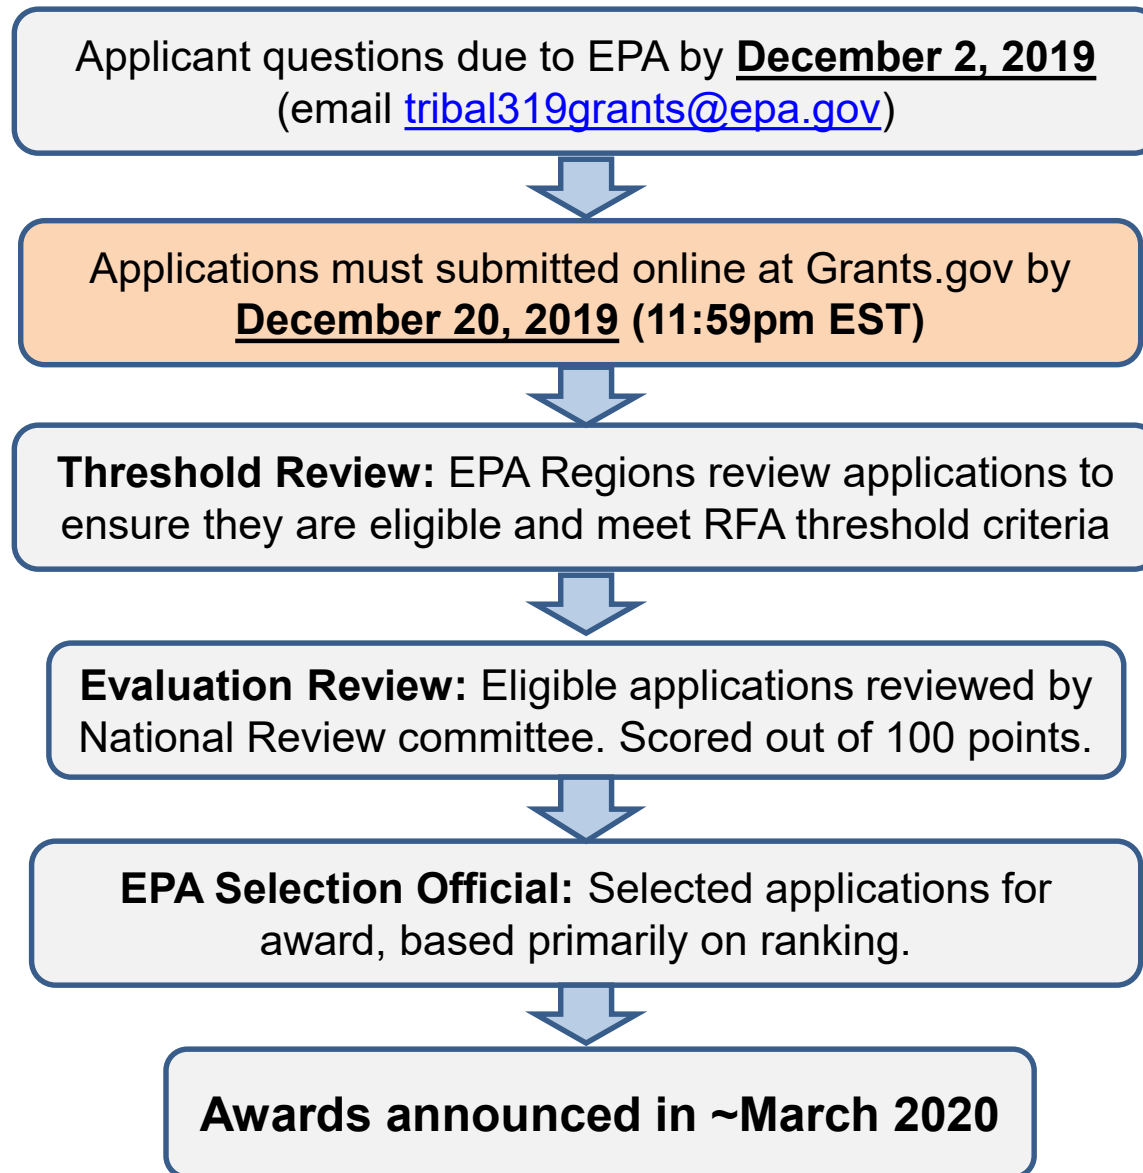 Applicant questions due to EPA by December 2, 2019
(email tribal319grants@epa.gov)
Applications must submitted online at Grants.gov by
December 20, 2019 (11:59pm EST)
Threshold Review: EPA Regions review applications to
ensure they are eligible and meet RFA threshold criteria
Evaluation Review: Eligible applications reviewed by
National Review committee. Scored out of 100 points.
EPA Selection Official: Selected applications for
award, based primarily on ranking.
Awards announced in ~March 2020